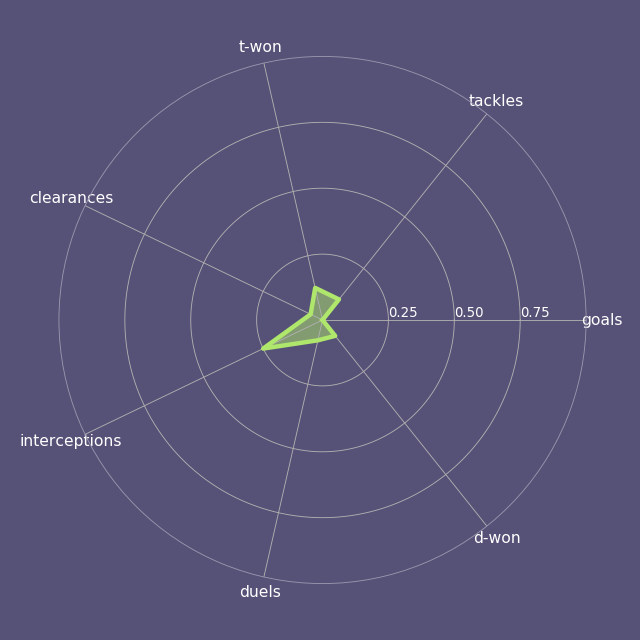 t-won
tackles
clearances
0.25 0.50 0.75
goals
interceptions
d-won
duels